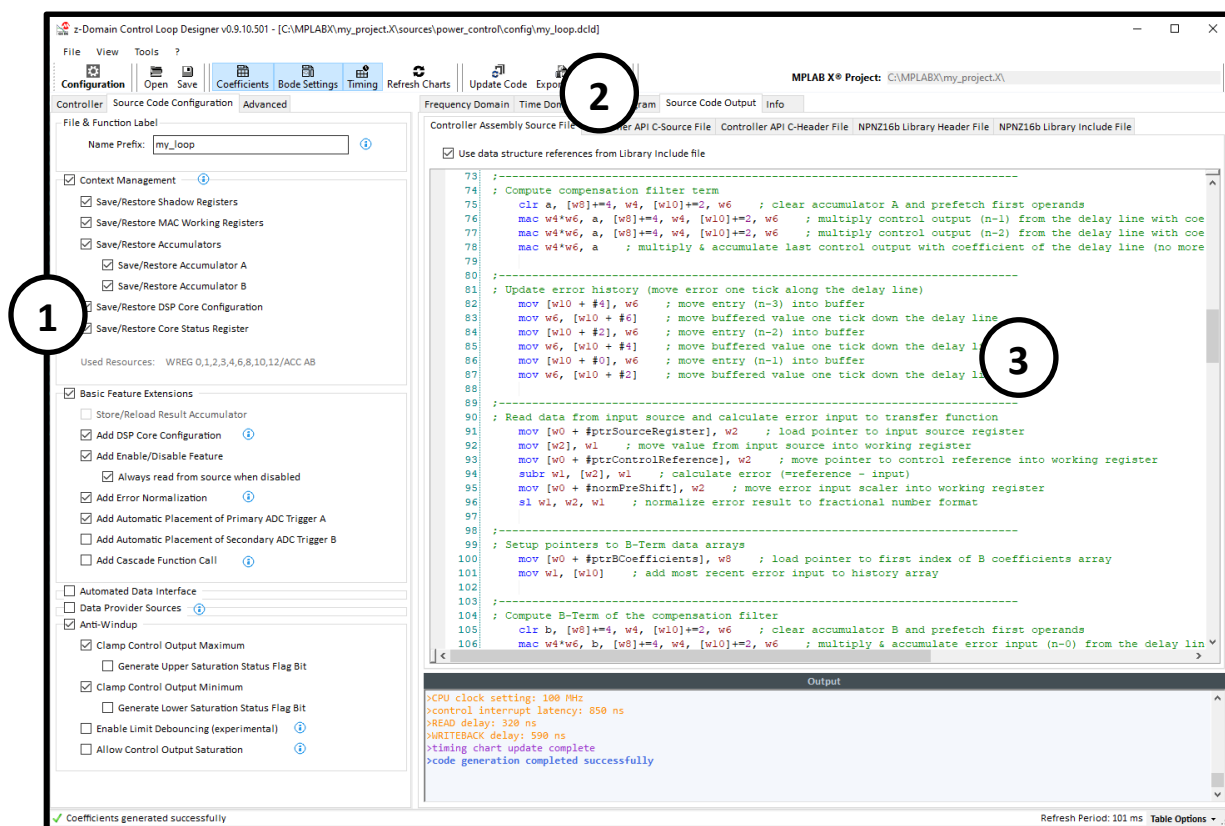 z-Domain Control Loop Designer v0.9.10.501 - [C:\MPLABX\my_project.X\sources\power_control\config\my_loop.dcld]
File View Tools ?
Configuration Open Save Coefficients Bode Settings Timing Refresh Charts Update Code MPLAB X® Project: C:\MPLABX\my_project.X\
Controller Source Code Configuration Advanced
File & Function Label
Name Prefix: my_loop
Context Management
Save/Restore Shadow Registers
Save/Restore MAC Working Registers
Save/Restore Accumulators
Save/Restore Accumulator A
Save/Restore Accumulator B
Save/Restore DSP Core Configuration
Save/Restore Core Status Register
1
Used Resources: WREG 0,1,2,3,4,6,8,10,12/ACC AB
Basic Feature Extensions
Store/Reload Result Accumulator
Add DSP Core Configuration
Add Enable/Disable Feature
Always read from source when disabled
Add Error Normalization
Add Automatic Placement of Primary ADC Trigger A
Add Automatic Placement of Secondary ADC Trigger B
Add Cascade Function Call
Automated Data Interface
Data Provider Sources
Anti-Windup
Clamp Control Output Maximum
Generate Upper Saturation Status Flag Bit
Clamp Control Output Minimum
Generate Lower Saturation Status Flag Bit
Enable Limit Debouncing (experimental)
Allow Control Output Saturation
2
Frequency Domain Time Source Code Output Info
Controller Assembly Source File API C-Source File Controller API C-Header File NPNZ16b Library Header File NPNZ16b Library Include File
Use data structure references from Library Include file
73 ;------------------------------------------------------------------------
74 ; Compute compensation filter term
75 clr a, [w8]+=4, w4, [w10]+=2, w6 ; clear accumulator A and prefetch first operands
76 mac w4*w6, a, [w8]+=4, w4, [w10]+=2, w6 ; multiply control output (n-1) from the delay line with coe
77 mac w4*w6, a, [w8]+=4, w4, [w10]+=2, w6 ; multiply control output (n-2) from the delay line with coe
78 mac w4*w6, a ; multiply & accumulate last control output with coefficient of the delay line (no more
79
80 ;------------------------------------------------------------------------
81 ; Update error history (move error one tick along the delay line)
82 mov [w10 + #4], w6 ; move entry (n-3) into buffer
83 mov w6, [w10 + #6] ; move buffered value one tick down the delay line
84 mov [w10 + #2], w6 ; move entry (n-2) into buffer
85 mov w6, [w10 + #4] ; move buffered value one tick down the delay
86 mov [w10 + #0], w6 ; move entry (n-1) into buffer
87 mov w6, [w10 + #2] ; move buffered value one tick down the delay
3
88
89 ;------------------------------------------------------------------------
90 ; Read data from input source and calculate error input to transfer function
91 mov [w0 + #ptrSourceRegister], w2 ; load pointer to input source register
92 mov [w2], w1 ; move value from input source into working register
93 mov [w0 + #ptrControlReference], w2 ; move pointer to control reference into working register
94 subr w1, [w2], w1 ; calculate error (=reference - input)
95 mov [w0 + #normPreShift], w2 ; move error input scaler into working register
96 sl w1, w2, w1 ; normalize error result to fractional number format
97
98 ;------------------------------------------------------------------------
99 ; Setup pointers to B-Term data arrays
100 mov [w0 + #ptrBCoefficients], w8 ; load pointer to first index of B coefficients array
101 mov w1, [w10] ; add most recent error input to history array
102
103 ;------------------------------------------------------------------------
104 ; Compute B-Term of the compensation filter
105 clr b, [w8]+=4, w4, [w10]+=2, w6 ; clear accumulator B and prefetch first operands
106 mac w4*w6, b, [w8]+=4, w4, [w10]+=2, w6 ; multiply & accumulate error input (n-0) from the delay lin
Output
>CPU clock setting: 100 MHz
>control interrupt latency: 850 ns
>READ delay: 320 ns
>WRITEBACK delay: 590 ns
>timing chart update complete
>code generation completed successfully
Coefficients generated successfully
Refresh Period: 101 ms Table Options